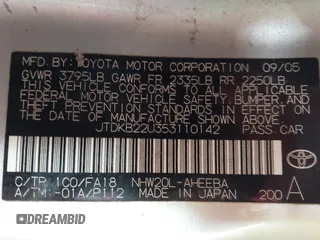 MFD. BY: TOYOTA MOTOR CORPORATION 09/05
GVWR 3795LB GAWR FR 2335LB RR 2250LB
THIS VEHICLE CONFORMS TO ALL APPLICABLE
FEDERAL MOTOR VEHICLE SAFETY, BUMPER, AND
THEFT PREVENTION STANDARDS IN EFFECT ON
THE DATE OF MANUFACTURE SHOWN ABOVE.
JTDKB22U353110142
PASS. CAR
C/TR 1C0/FA18 NHW20L-AHEEBA
A/TM -01A/P112 MADE IN JAPAN 200 A
TOYOTA
DREAMBID